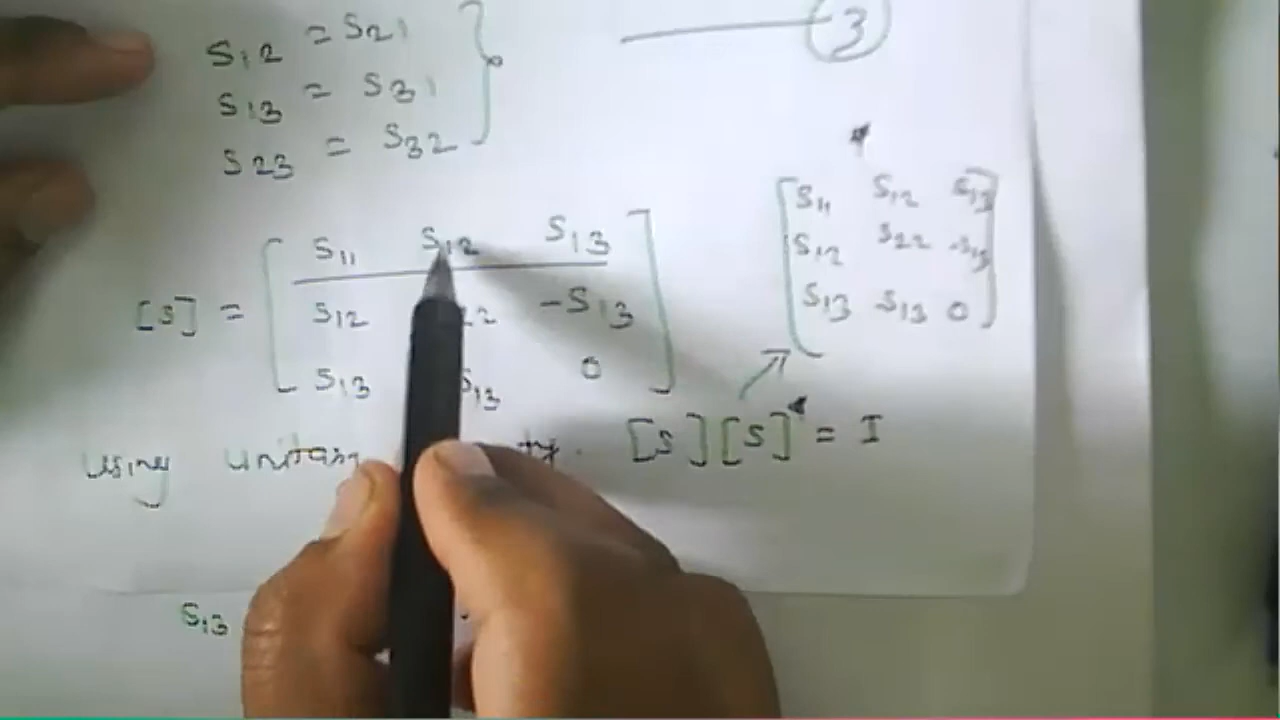 S12 = S21
3
S13 = S31
S23 = S32
S11 S12 S13
S12 S22 -S13
S13 S13 0
[S] = S11 S12 S13
S12 22 -S13
S13 S13 0
using [S][S]* = I
S13